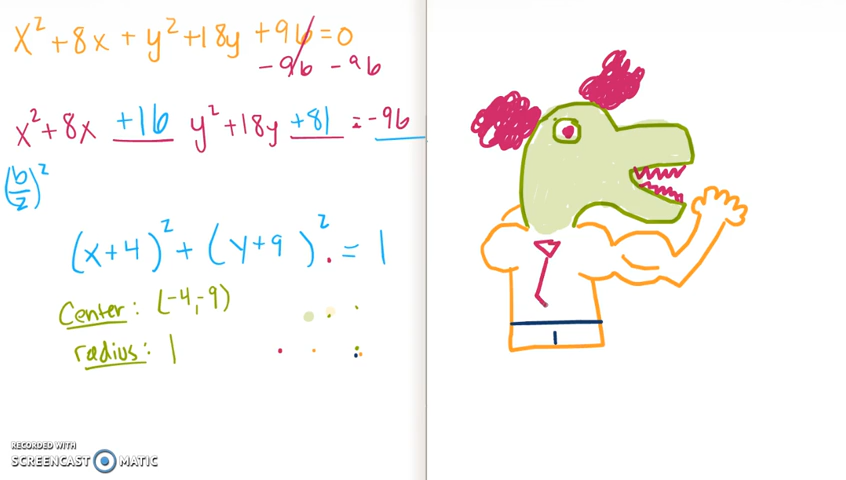 x² + 8x + y² + 18y + 96 = 0
- 96 - 96
x² + 8x +16 y² + 18y +81 = -96
(b/2)²
(x+4)² + (y+9)². = 1
Center: (-4,-9)
radius: 1
RECORDED WITH
SCREENCAST MATIC